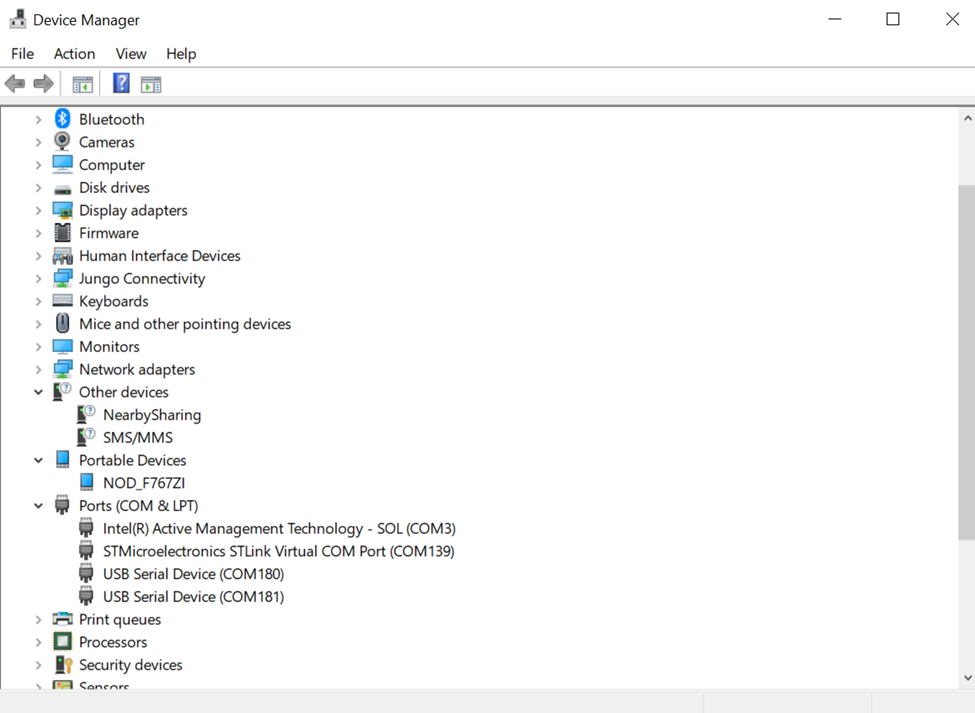 Device Manager
File Action View Help
Bluetooth
Cameras
Computer
Disk drives
Display adapters
Firmware
Human Interface Devices
Jungo Connectivity
Keyboards
Mice and other pointing devices
Monitors
Network adapters
Other devices
NearbySharing
SMS/MMS
Portable Devices
NOD_F767ZI
Ports (COM & LPT)
Intel(R) Active Management Technology - SOL (COM3)
STMicroelectronics STLink Virtual COM Port (COM139)
USB Serial Device (COM180)
USB Serial Device (COM181)
Print queues
Processors
Security devices
Sensors